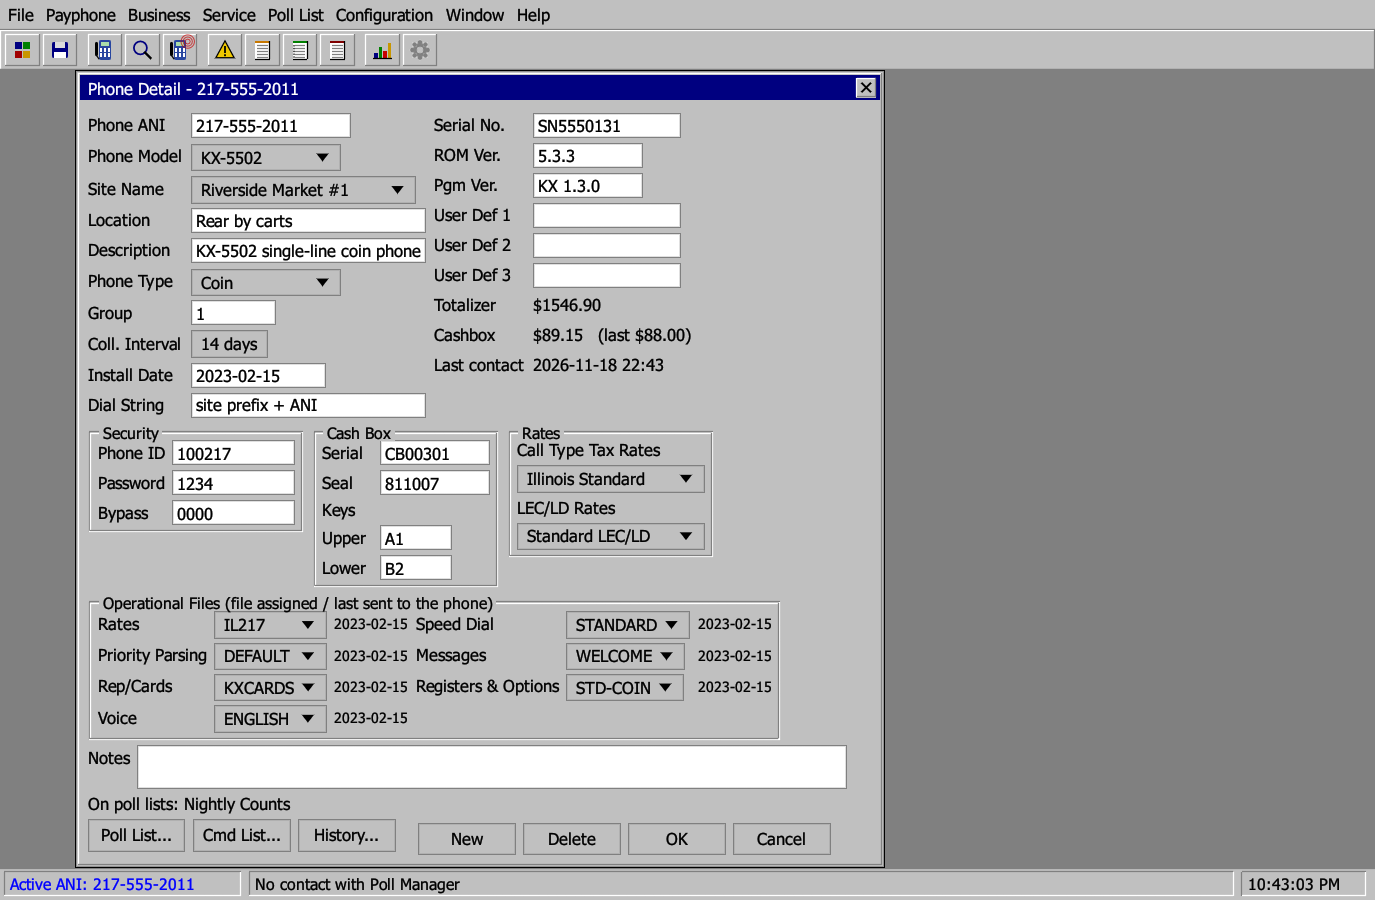 File Payphone Business Service Poll List Configuration Window Help
Phone Detail - 217-555-2011
Phone ANI 217-555-2011
Phone Model KX-5502
Site Name Riverside Market #1
Location Rear by carts
Description KX-5502 single-line coin phone
Phone Type Coin
Group 1
Coll. Interval 14 days
Install Date 2023-02-15
Dial String site prefix + ANI
Serial No. SN5550131
ROM Ver. 5.3.3
Pgm Ver. KX 1.3.0
User Def 1
User Def 2
User Def 3
Totalizer $1546.90
Cashbox $89.15 (last $88.00)
Last contact 2026-11-18 22:43
Security
Phone ID 100217
Password 1234
Bypass 0000
Cash Box
Serial CB00301
Seal 811007
Keys
Upper A1
Lower B2
Rates
Call Type Tax Rates
Illinois Standard
LEC/LD Rates
Standard LEC/LD
Operational Files (file assigned / last sent to the phone)
Rates IL217 2023-02-15 Speed Dial STANDARD 2023-02-15
Priority Parsing DEFAULT 2023-02-15 Messages WELCOME 2023-02-15
Rep/Cards KXCARDS 2023-02-15 Registers & Options STD-COIN 2023-02-15
Voice ENGLISH 2023-02-15
Notes
On poll lists: Nightly Counts
Poll List... Cmd List... History... New Delete OK Cancel
Active ANI: 217-555-2011 No contact with Poll Manager 10:43:03 PM